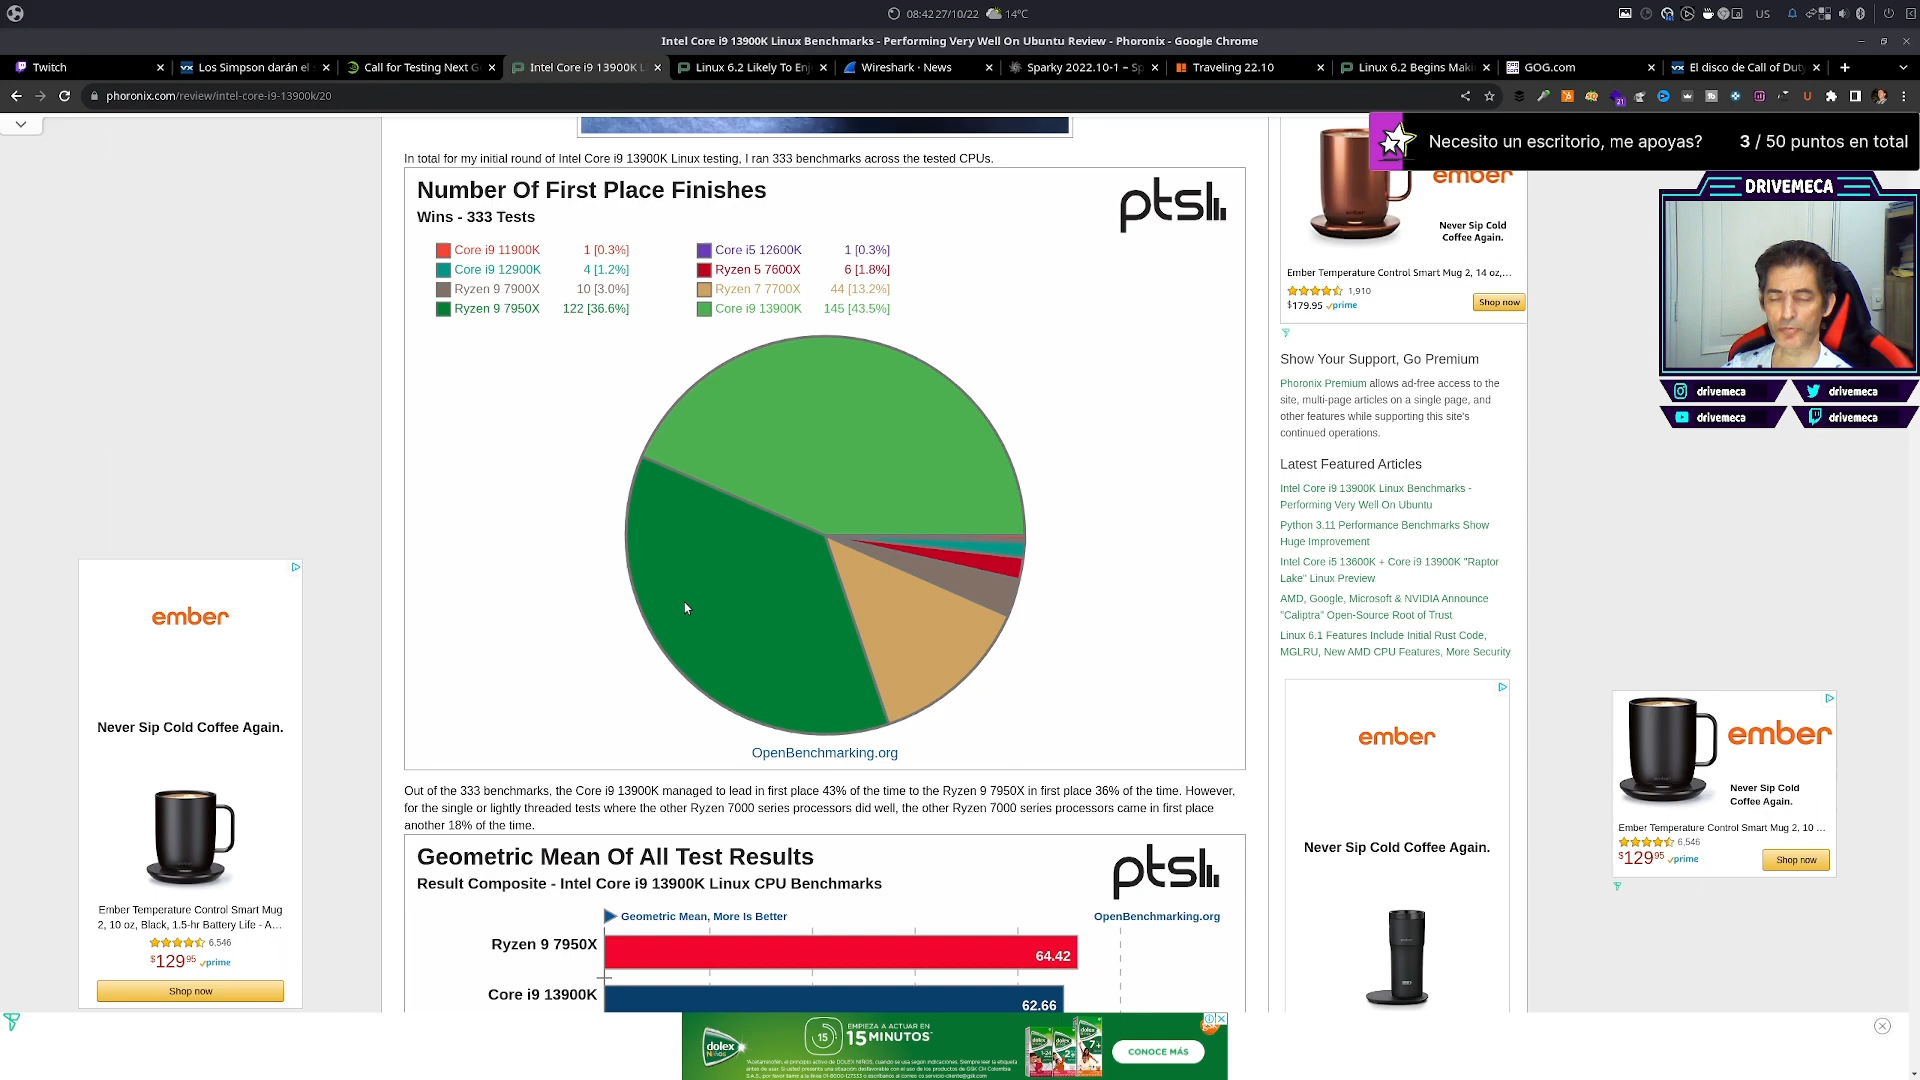 08:42 27/10/22 14°C
US
Intel Core i9 13900K Linux Benchmarks - Performing Very Well On Ubuntu Review - Phoronix - Google Chrome
Twitch
Los Simpson darán el s
Call for Testing Next G
Intel Core i9 13900K L
Linux 6.2 Likely To Enj
Wireshark · News
Sparky 2022.10-1 – Sp
Traveling 22.10
Linux 6.2 Begins Maki
GOG.com
El disco de Call of Duty
phoronix.com/review/intel-core-i9-13900k/20
21
Necesito un escritorio, me apoyas? 3 / 50 puntos en total
In total for my initial round of Intel Core i9 13900K Linux testing, I ran 333 benchmarks across the tested CPUs.
Number Of First Place Finishes
Wins - 333 Tests
pts
Core i9 11900K 1 [0.3%]
Core i5 12600K 1 [0.3%]
Core i9 12900K 4 [1.2%]
Ryzen 5 7600X 6 [1.8%]
Ryzen 9 7900X 10 [3.0%]
Ryzen 7 7700X 44 [13.2%]
Ryzen 9 7950X 122 [36.6%]
Core i9 13900K 145 [43.5%]
OpenBenchmarking.org
Out of the 333 benchmarks, the Core i9 13900K managed to lead in first place 43% of the time to the Ryzen 9 7950X in first place 36% of the time. However,
for the single or lightly threaded tests where the other Ryzen 7000 series processors did well, the other Ryzen 7000 series processors came in first place
another 18% of the time.
Geometric Mean Of All Test Results
Result Composite - Intel Core i9 13900K Linux CPU Benchmarks
pts
Geometric Mean, More Is Better
OpenBenchmarking.org
Ryzen 9 7950X
64.42
Core i9 13900K
62.66
ember
Never Sip Cold Coffee Again.
Ember Temperature Control Smart Mug
2, 10 oz, Black, 1.5-hr Battery Life - A...
6,546
$129 95 prime
Shop now
ember
Never Sip Cold
Coffee Again.
Ember Temperature Control Smart Mug 2, 14 oz,...
1,910
$179.95 prime
Shop now
Show Your Support, Go Premium
Phoronix Premium allows ad-free access to the
site, multi-page articles on a single page, and
other features while supporting this site's
continued operations.
Latest Featured Articles
Intel Core i9 13900K Linux Benchmarks -
Performing Very Well On Ubuntu
Python 3.11 Performance Benchmarks Show
Huge Improvement
Intel Core i5 13600K + Core i9 13900K "Raptor
Lake" Linux Preview
AMD, Google, Microsoft & NVIDIA Announce
"Caliptra" Open-Source Root of Trust
Linux 6.1 Features Include Initial Rust Code,
MGLRU, New AMD CPU Features, More Security
ember
Never Sip Cold Coffee Again.
DRIVEMECA
drivemeca
drivemeca
drivemeca
drivemeca
ember
Never Sip Cold
Coffee Again.
Ember Temperature Control Smart Mug 2, 10 ...
6,546
$129 95 prime
Shop now
dolex
Niños
15
EMPIEZA A ACTUAR EN
15 MINUTOS*
CONOCE MÁS